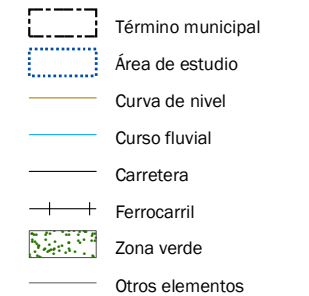 Término municipal
Área de estudio
Curva de nivel
Curso fluvial
Carretera
Ferrocarril
Zona verde
Otros elementos